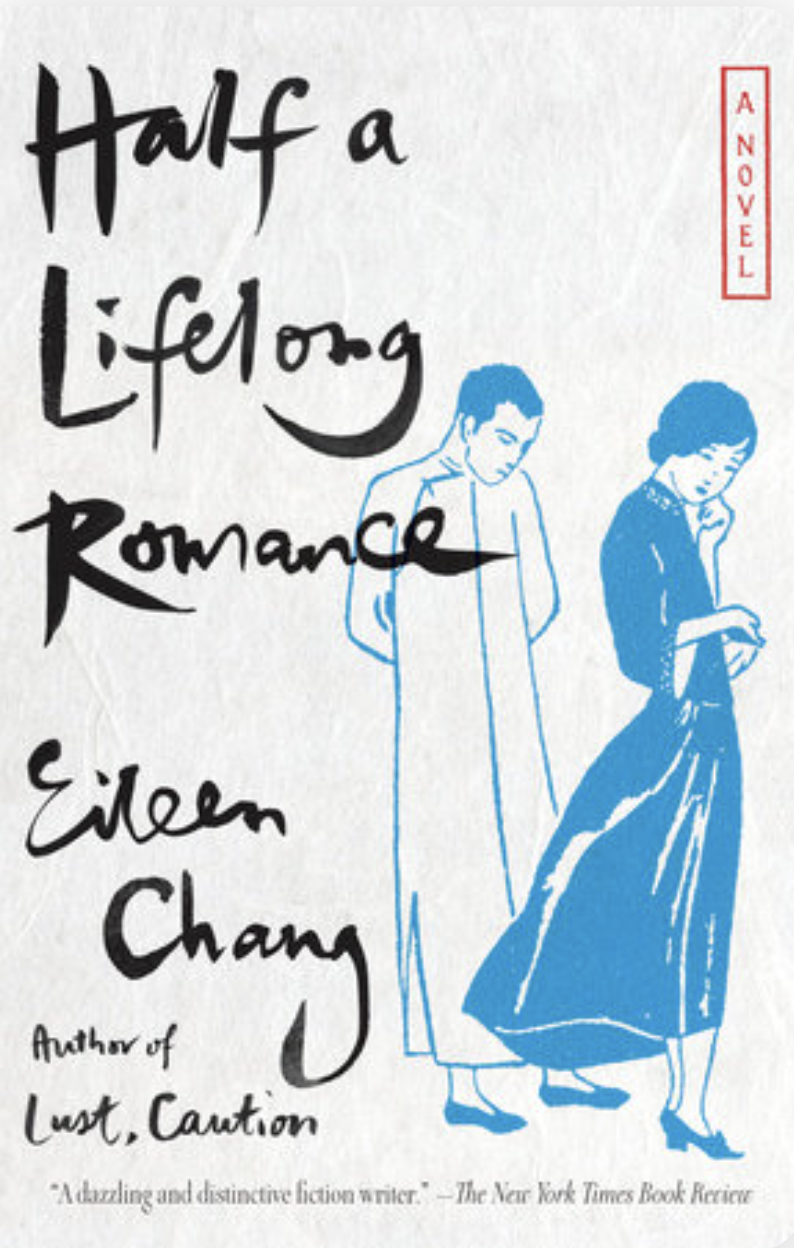 Half a
Lifelong
Romance
A NOVEL
Eileen
Chang
Author of
Lust, Caution
“A dazzling and distinctive fiction writer.” —The New York Times Book Review